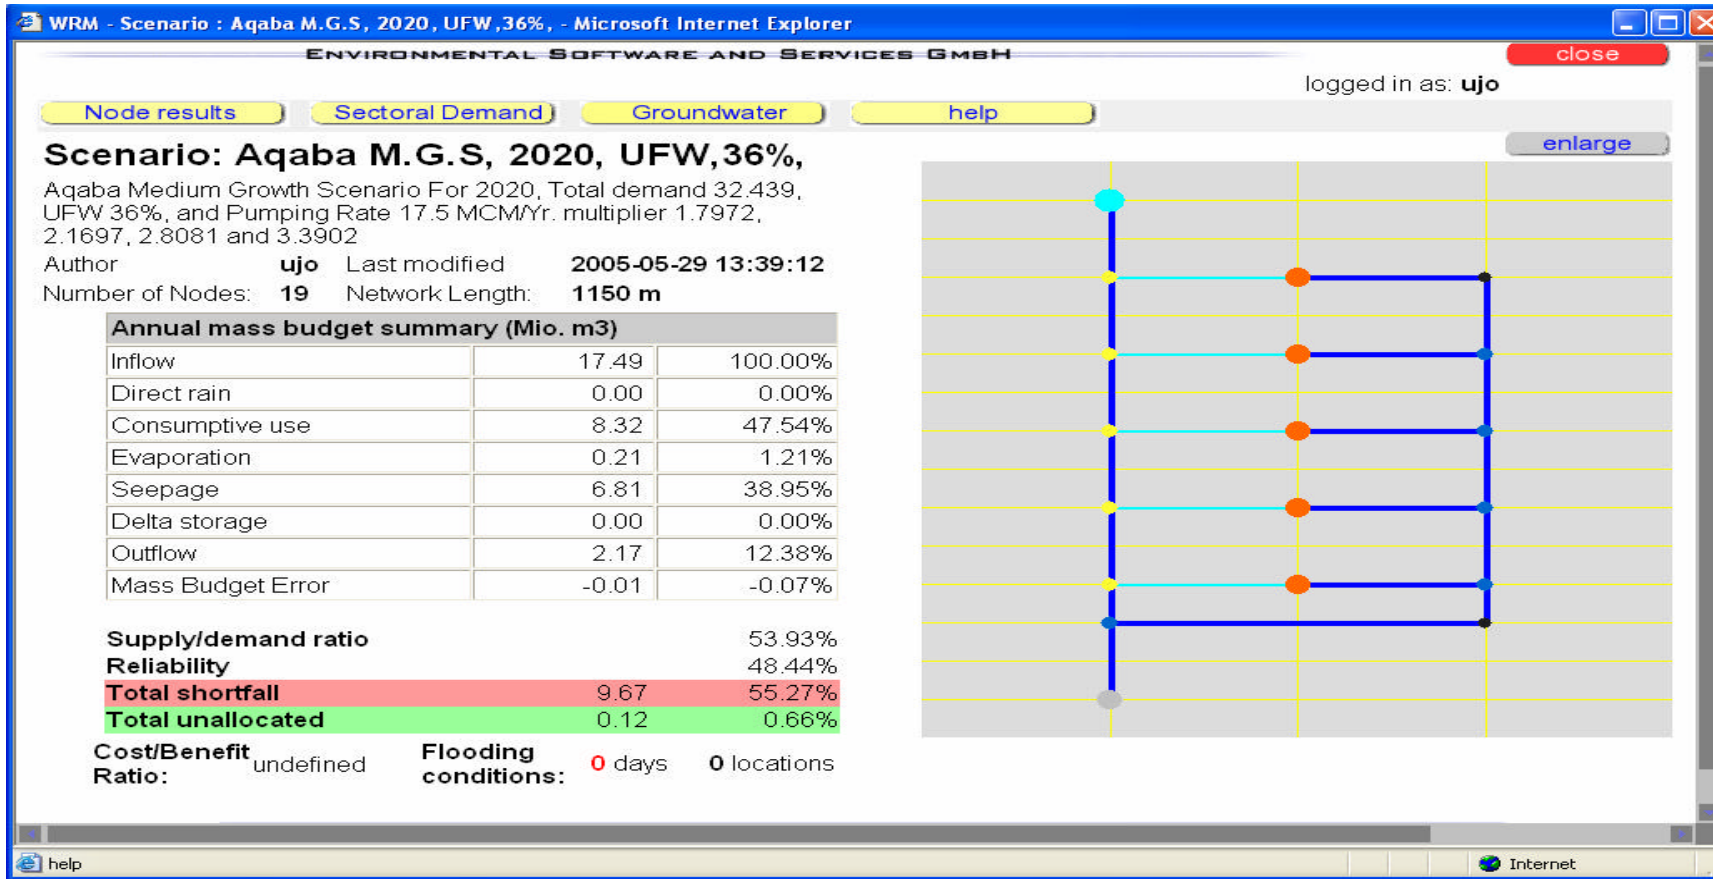 WRM - Scenario : Aqaba M.G.S, 2020, UFW ,36%, - Microsoft Internet Explorer
ENVIRONMENTAL SOFTWARE AND SERVICES GMBH
close
logged in as: ujo
Node results Sectoral Demand Groundwater help
enlarge
Scenario: Aqaba M.G.S, 2020, UFW,36%,
Aqaba Medium Growth Scenario For 2020, Total demand 32.439,
UFW 36%, and Pumping Rate 17.5 MCM/Yr. multiplier 1.7972,
2.1697, 2.8081 and 3.3902
Author ujo Last modified 2005-05-29 13:39:12
Number of Nodes: 19 Network Length: 1150 m
Annual mass budget summary (Mio. m3)
Inflow 17.49 100.00%
Direct rain 0.00 0.00%
Consumptive use 8.32 47.54%
Evaporation 0.21 1.21%
Seepage 6.81 38.95%
Delta storage 0.00 0.00%
Outflow 2.17 12.38%
Mass Budget Error -0.01 -0.07%
Supply/demand ratio 53.93%
Reliability 48.44%
Total shortfall 9.67 55.27%
Total unallocated 0.12 0.66%
Cost/Benefit Ratio: undefined Flooding conditions: 0 days 0 locations
help Internet